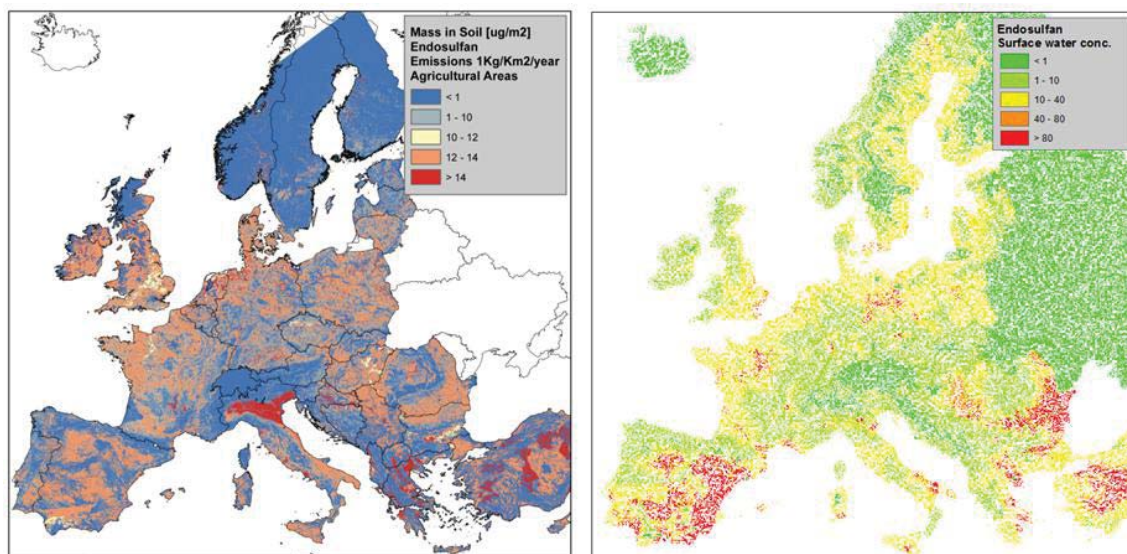 Mass in Soil [ug/m2]
Endosulfan
Emissions 1Kg/Km2/year
Agricultural Areas
< 1
1 - 10
10 - 12
12 - 14
> 14
Endosulfan
Surface water conc.
< 1
1 - 10
10 - 40
40 - 80
> 80